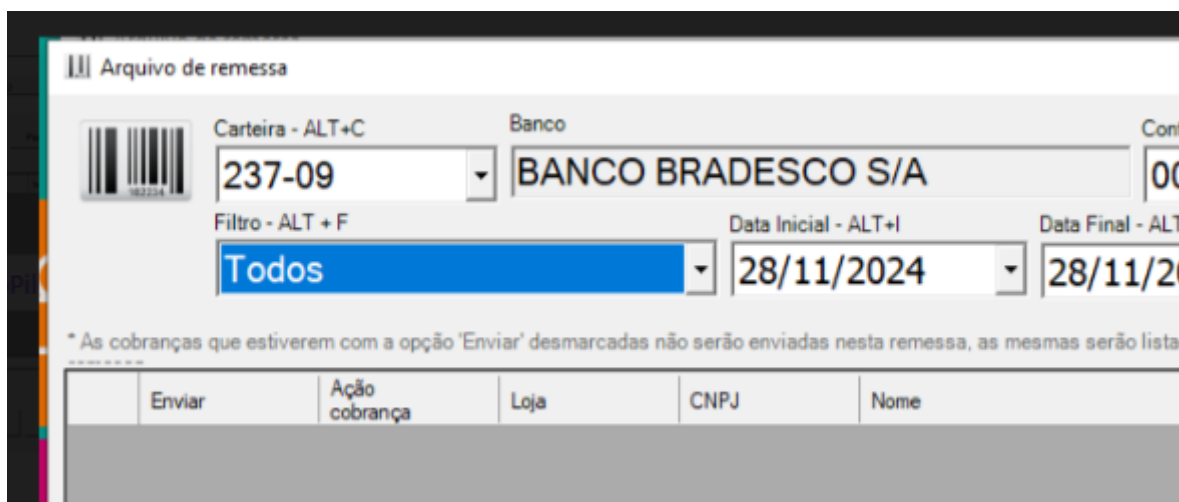 Arquivo de remessa
Carteira - ALT+C
Banco
237-09
BANCO BRADESCO S/A
Filtro - ALT + F
Data Inicial - ALT+I
Data Final -
Todos
28/11/2024
* As cobranças que estiverem com a opção 'Enviar' desmarcadas não serão enviadas nesta remessa, as mesmas serão
Enviar
Ação
cobrança
Loja
CNPJ
Nome